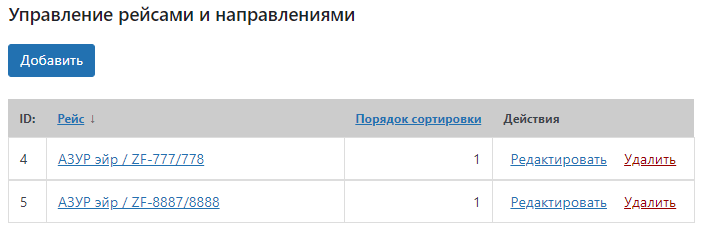 Управление рейсами и направлениями
Добавить
ID: Рейс ↓ Порядок сортировки Действия
4 АЗУР эйр / ZF-777/778 1 Редактировать Удалить
5 АЗУР эйр / ZF-8887/8888 1 Редактировать Удалить